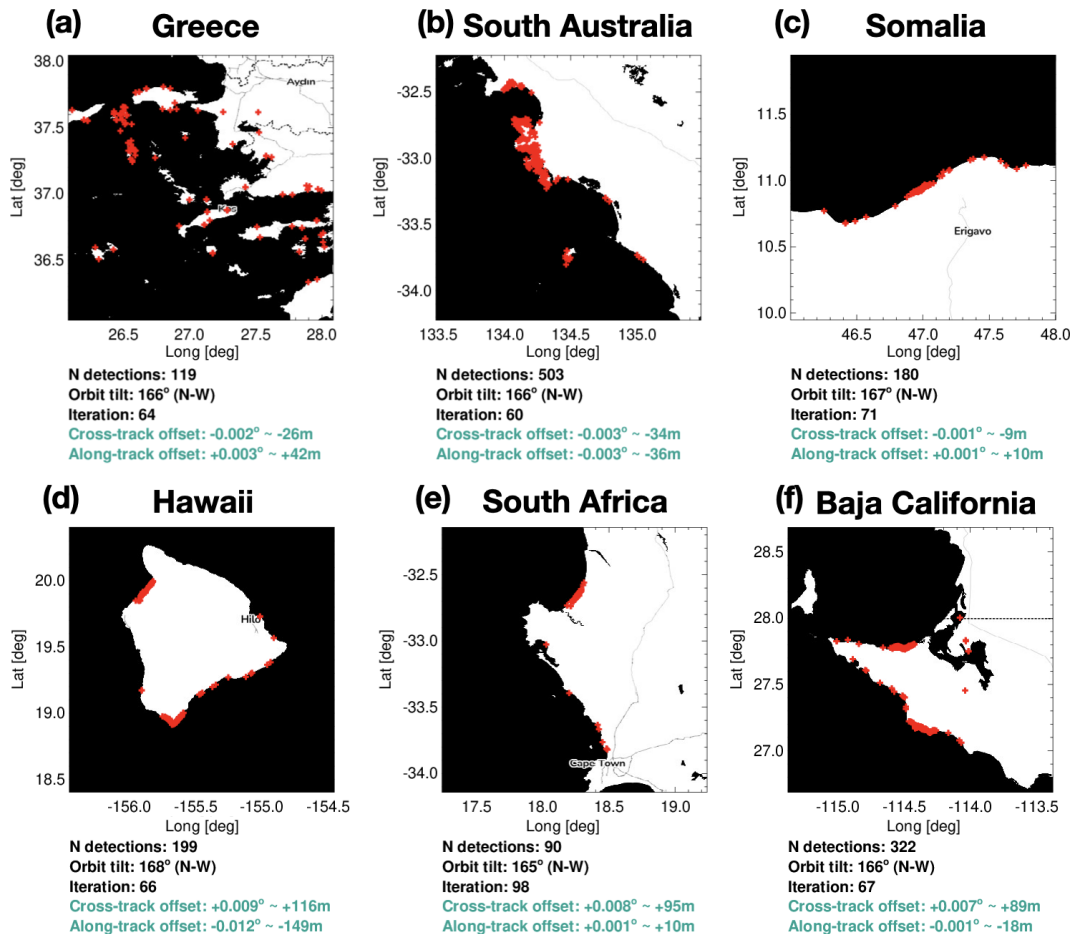 (a) Greece
38.0
37.5
37.0
36.5
Lat [deg]
Aydın
Kos
26.5 27.0 27.5 28.0
Long [deg]
N detections: 119
Orbit tilt: 166° (N-W)
Iteration: 64
Cross-track offset: -0.002° ~ -26m
Along-track offset: +0.003° ~ +42m
(b) South Australia
-32.5
-33.0
-33.5
-34.0
Lat [deg]
133.5 134.0 134.5 135.0
Long [deg]
N detections: 503
Orbit tilt: 166° (N-W)
Iteration: 60
Cross-track offset: -0.003° ~ -34m
Along-track offset: -0.003° ~ -36m
(c) Somalia
11.5
11.0
10.5
10.0
Lat [deg]
Erigavo
46.5 47.0 47.5 48.0
Long [deg]
N detections: 180
Orbit tilt: 167° (N-W)
Iteration: 71
Cross-track offset: -0.001° ~ -9m
Along-track offset: +0.001° ~ +10m
(d) Hawaii
20.0
19.5
19.0
18.5
Lat [deg]
Hilo
-156.0 -155.5 -155.0 -154.5
Long [deg]
N detections: 199
Orbit tilt: 168° (N-W)
Iteration: 66
Cross-track offset: +0.009° ~ +116m
Along-track offset: -0.012° ~ -149m
(e) South Africa
-32.5
-33.0
-33.5
-34.0
Lat [deg]
Cape Town
17.5 18.0 18.5 19.0
Long [deg]
N detections: 90
Orbit tilt: 165° (N-W)
Iteration: 98
Cross-track offset: +0.008° ~ +95m
Along-track offset: +0.001° ~ +10m
(f) Baja California
28.5
28.0
27.5
27.0
Lat [deg]
-115.0 -114.5 -114.0 -113.5
Long [deg]
N detections: 322
Orbit tilt: 166° (N-W)
Iteration: 67
Cross-track offset: +0.007° ~ +89m
Along-track offset: -0.001° ~ -18m